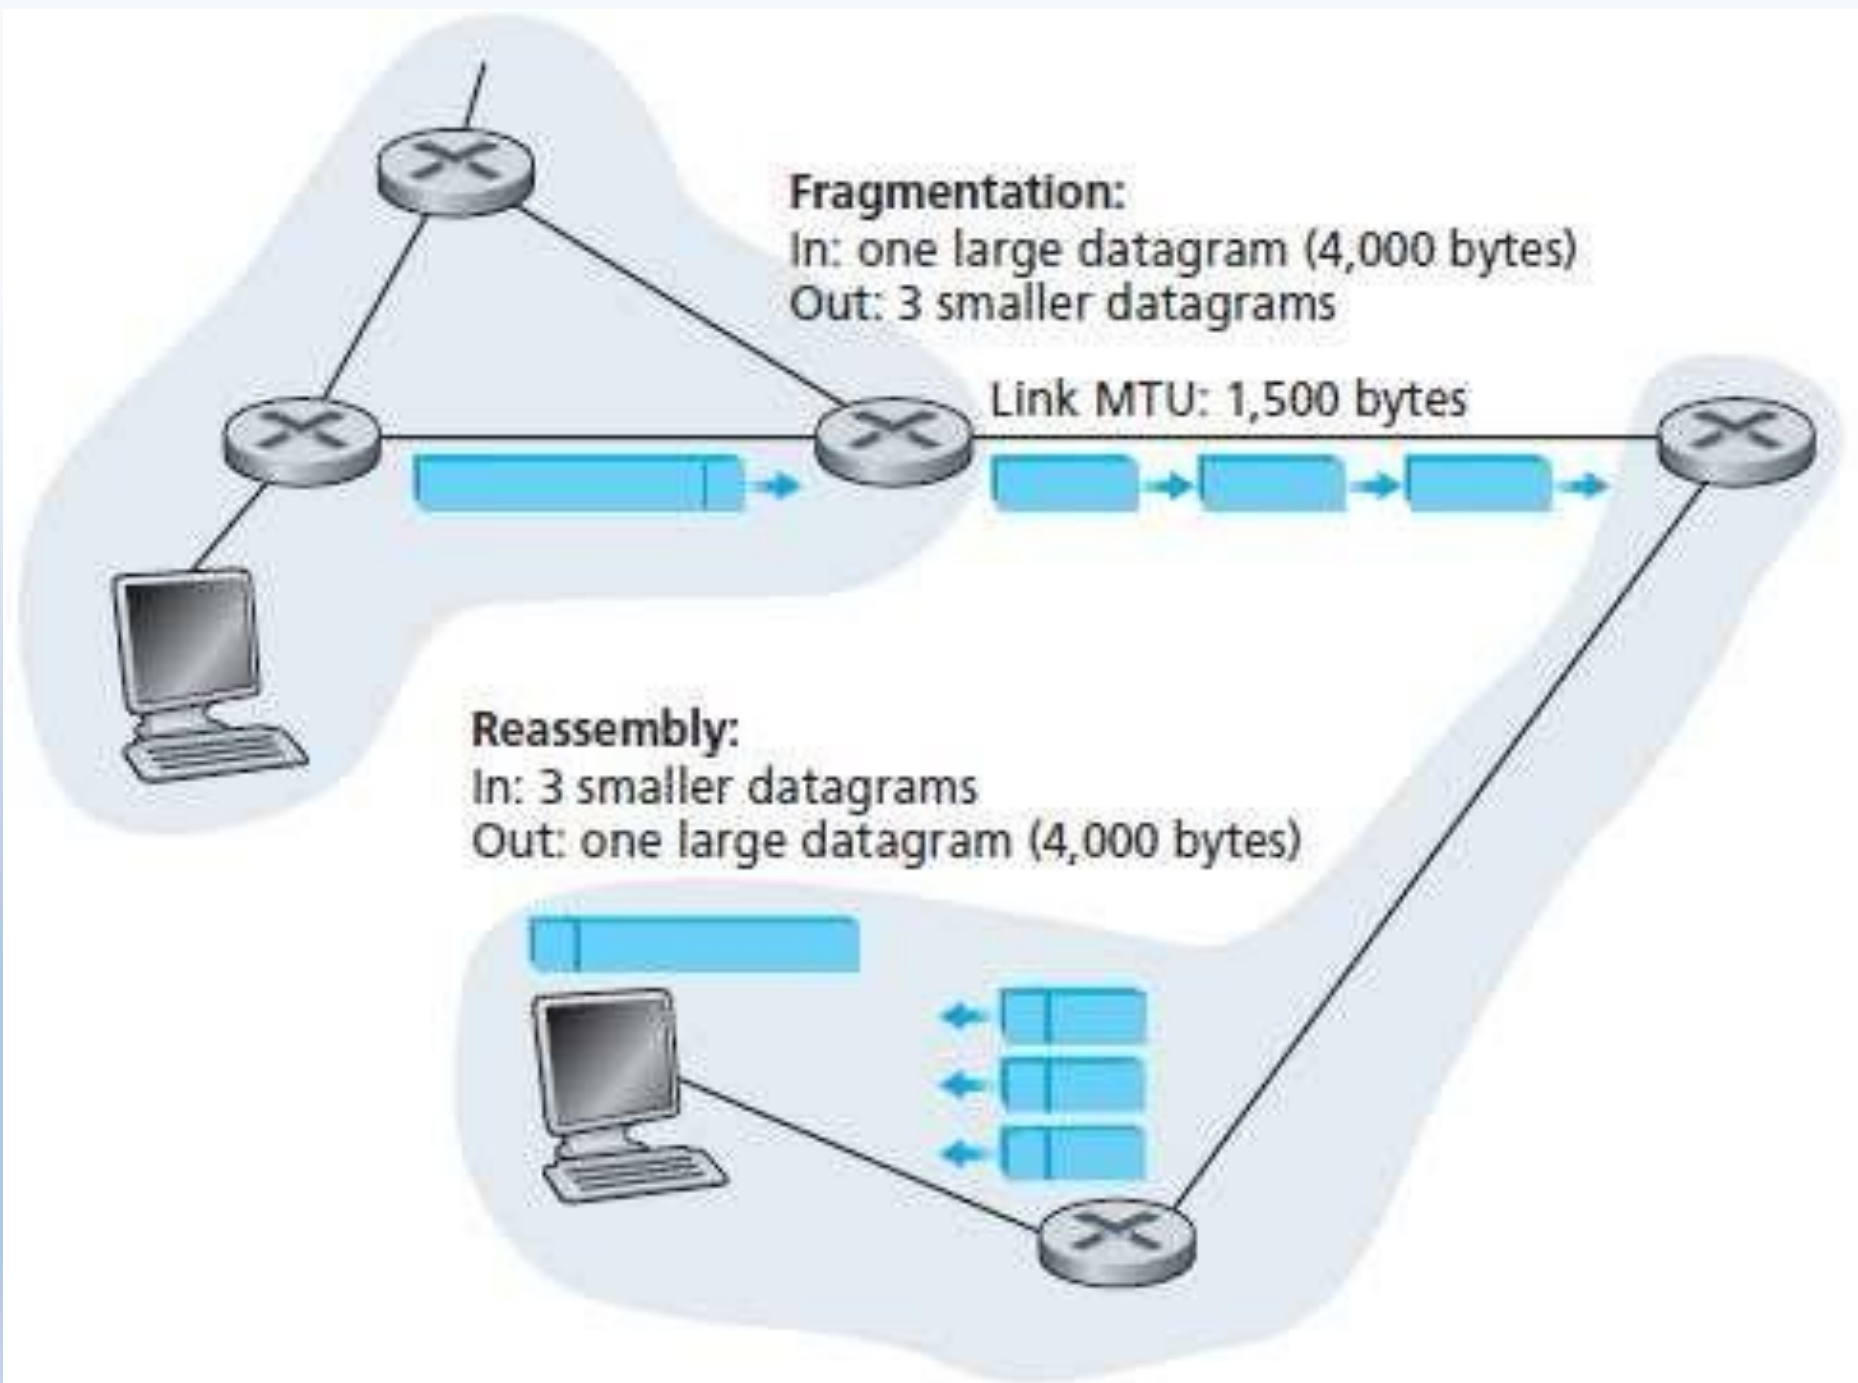 Fragmentation:
In: one large datagram (4,000 bytes)
Out: 3 smaller datagrams
Link MTU: 1,500 bytes
Reassembly:
In: 3 smaller datagrams
Out: one large datagram (4,000 bytes)